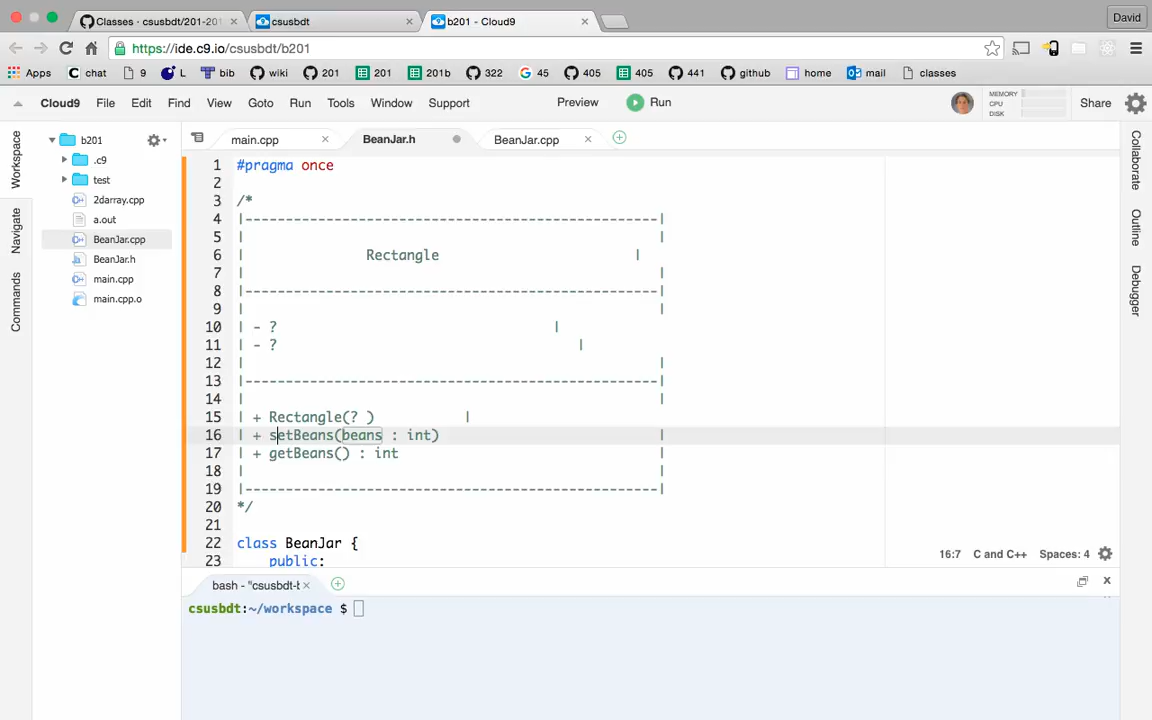 Classes · csusbdt/201-201
csusbdt
b201 - Cloud9
David
https://ide.c9.io/csusbdt/b201
Apps chat 9 L bib wiki 201 201 201b 322 45 405 405 441 github home mail classes
Cloud9 File Edit Find View Goto Run Tools Window Support Preview Run MEMORY CPU DISK Share
Workspace
Navigate
Commands
b201
.c9
test
2darray.cpp
a.out
BeanJar.cpp
BeanJar.h
main.cpp
main.cpp.o
main.cpp BeanJar.h BeanJar.cpp
1 #pragma once
2
3 /*
4 |---------------------------------------------------|
5 | |
6 | Rectangle |
7 | |
8 |---------------------------------------------------|
9 | |
10 | - ? |
11 | - ? |
12 | |
13 |---------------------------------------------------|
14 | |
15 | + Rectangle(? ) |
16 | + setBeans(beans : int) |
17 | + getBeans() : int |
18 | |
19 |---------------------------------------------------|
20 */
21
22 class BeanJar {
23 public:
16:7 C and C++ Spaces: 4
Collaborate
Outline
Debugger
bash - "csusbdt-b
csusbdt:~/workspace $